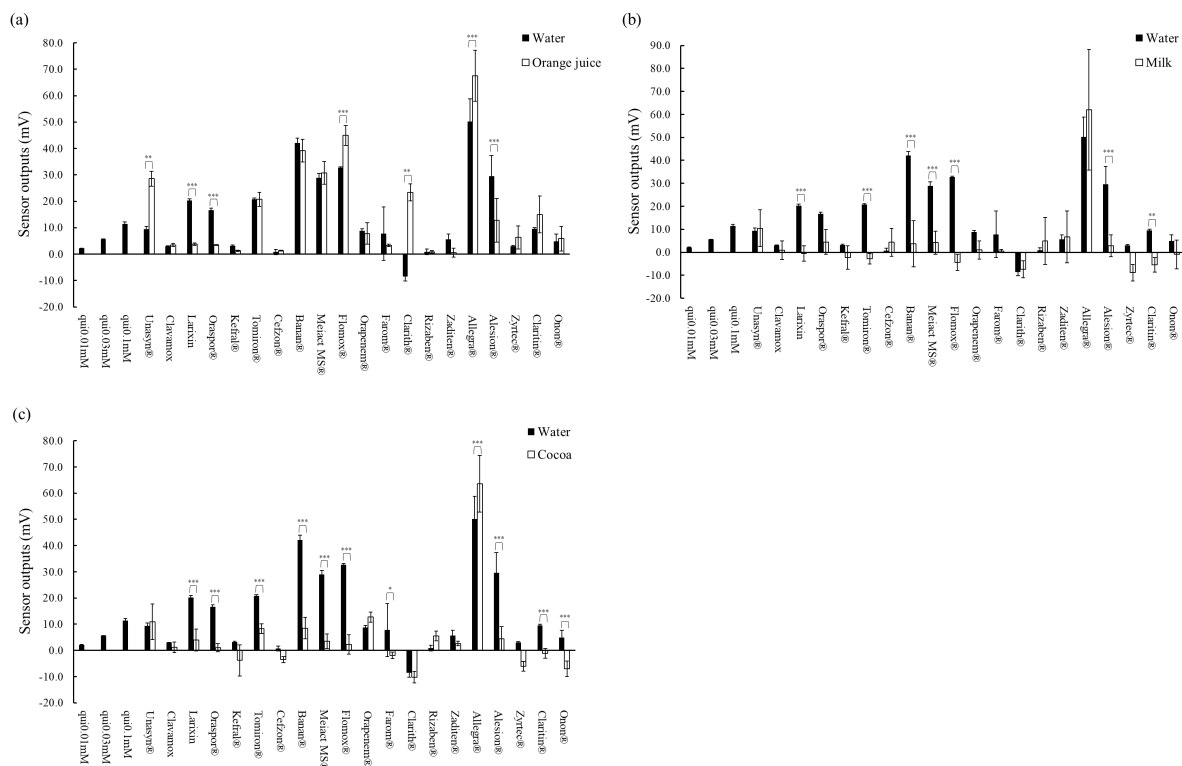 (a)
Water
Orange juice
Sensor outputs (mV)
80.0
70.0
60.0
50.0
40.0
30.0
20.0
10.0
0.0
-10.0
-20.0
**
***
***
***
**
***
***
qui0.01mM
qui0.03mM
qui0.1mM
Unasyn®
Clavamox
Larixin
Oraspor®
Kefral®
Tomiron®
Cefzon®
Banan®
Meiact MS®
Flomox®
Orapenem®
Farom®
Clarith®
Rizaben®
Zaditen®
Allegra®
Alesion®
Zyrtec®
Claritin®
Onon®
(b)
Water
Milk
Sensor outputs (mV)
90.0
80.0
70.0
60.0
50.0
40.0
30.0
20.0
10.0
0.0
-10.0
-20.0
***
***
***
***
***
***
**
qui0.01mM
qui0.03mM
qui0.1mM
Unasyn®
Clavamox
Larixin
Oraspor®
Kefral®
Tomiron®
Cefzon®
Banan®
Meiact MS®
Flomox®
Orapenem®
Farom®
Clarith®
Rizaben®
Zaditen®
Allegra®
Alesion®
Zyrtec®
Claritin®
Onon®
(c)
Water
Cocoa
Sensor outputs (mV)
80.0
70.0
60.0
50.0
40.0
30.0
20.0
10.0
0.0
-10.0
-20.0
***
***
***
***
***
***
*
***
***
***
***
qui0.01mM
qui0.03mM
qui0.1mM
Unasyn®
Clavamox
Larixin
Oraspor®
Kefral®
Tomiron®
Cefzon®
Banan®
Meiact MS®
Flomox®
Orapenem®
Farom®
Clarith®
Rizaben®
Zaditen®
Allegra®
Alesion®
Zyrtec®
Claritin®
Onon®